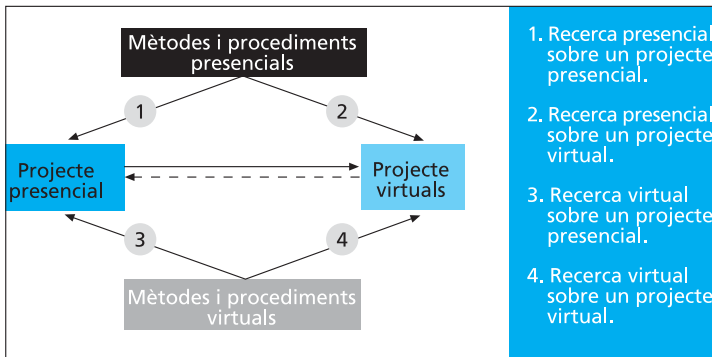 Mètodes i procediments
presencials
1
2
Projecte
presencial
Projecte
virtuals
3
4
Mètodes i procediments
virtuals
1. Recerca presencial
sobre un projecte
presencial.
2. Recerca presencial
sobre un projecte
virtual.
3. Recerca virtual
sobre un projecte
presencial.
4. Recerca virtual
sobre un projecte
virtual.